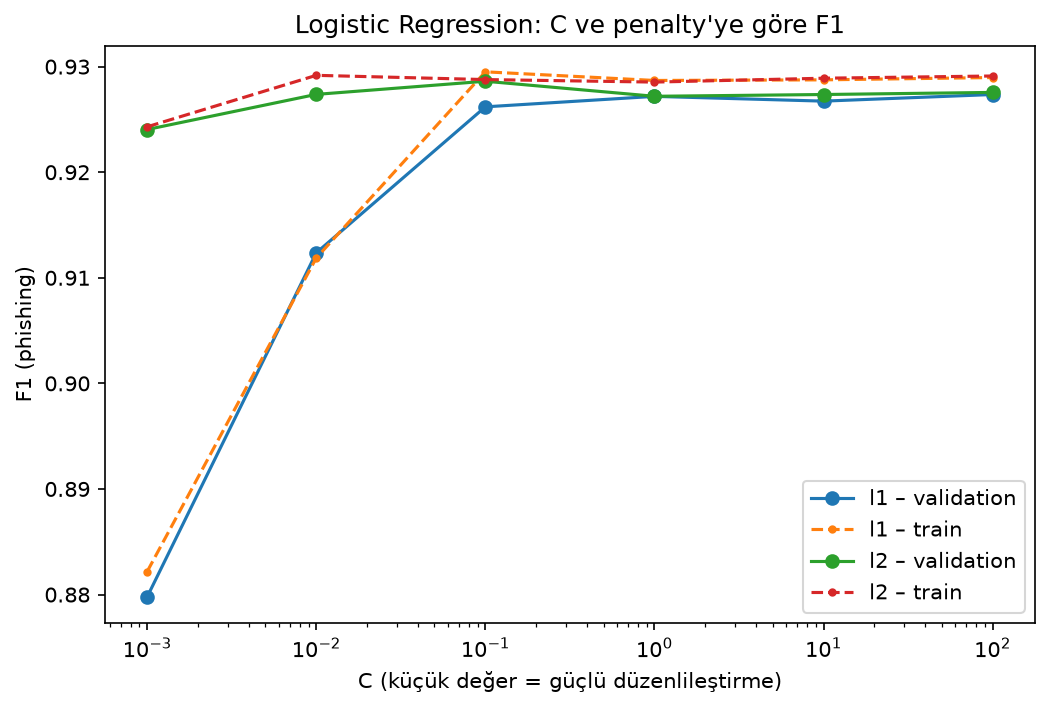 Logistic Regression: C ve penalty'ye göre F1
F1 (phishing)
0.93
0.92
0.91
0.90
0.89
0.88
l1 – validation
l1 – train
l2 – validation
l2 – train
10⁻³ 10⁻² 10⁻¹ 10⁰ 10¹ 10²
C (küçük değer = güçlü düzenlileştirme)